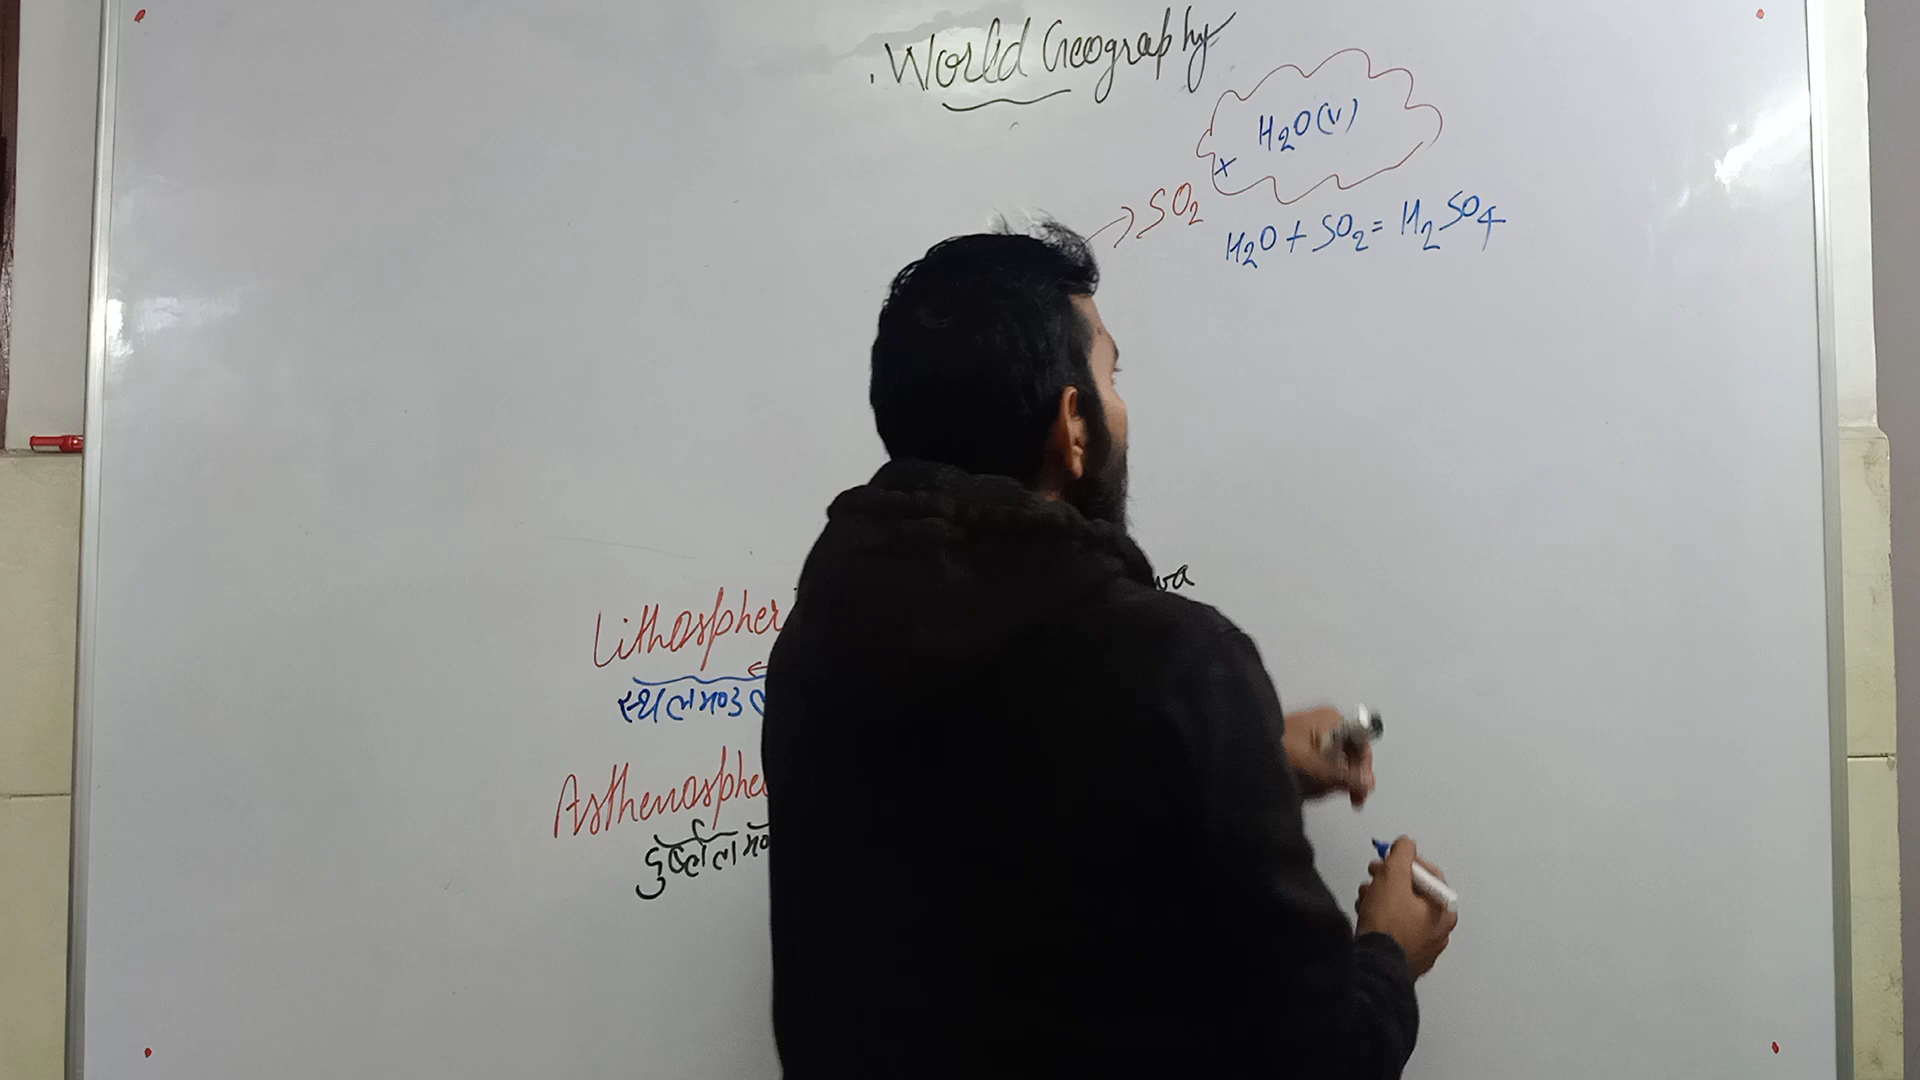 World Geography
H2O(v)
+
SO2
H2O + SO2 = H2SO4
Lithospher
स्थलमण्ड
Asthenosphe